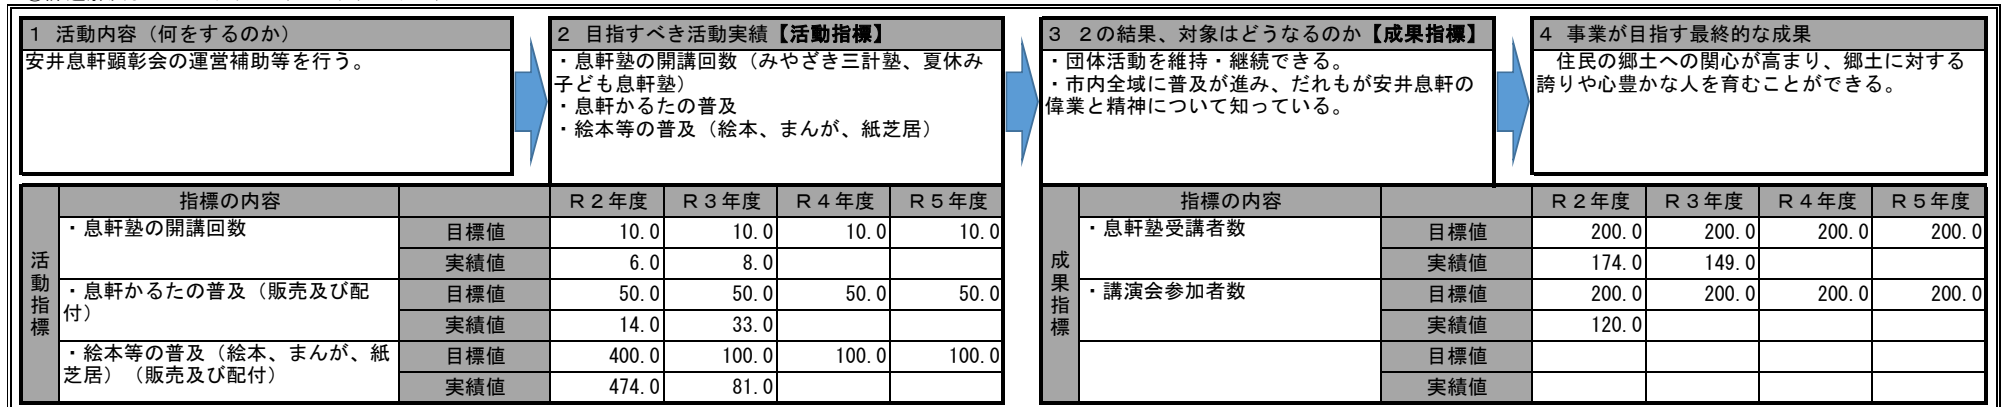 １　活動内容（何をするのか）
安井息軒顕彰会の運営補助等を行う。
２　目指すべき活動実績【活動指標】
・息軒塾の開講回数（みやざき三計塾、夏休み
子ども息軒塾）
・息軒かるたの普及
・絵本等の普及（絵本、まんが、紙芝居）
３　２の結果、対象はどうなるのか【成果指標】
・団体活動を維持・継続できる。
・市内全域に普及が進み、だれもが安井息軒の
偉業と精神について知っている。
４　事業が目指す最終的な成果
　住民の郷土への関心が高まり、郷土に対する
誇りや心豊かな人を育むことができる。
活動指標
指標の内容 Ｒ２年度 Ｒ３年度 Ｒ４年度 Ｒ５年度
・息軒塾の開講回数 目標値 10.0 10.0 10.0 10.0
実績値 6.0 8.0
・息軒かるたの普及（販売及び配
付） 目標値 50.0 50.0 50.0 50.0
実績値 14.0 33.0
・絵本等の普及（絵本、まんが、紙
芝居）（販売及び配付） 目標値 400.0 100.0 100.0 100.0
実績値 474.0 81.0
成果指標
指標の内容 Ｒ２年度 Ｒ３年度 Ｒ４年度 Ｒ５年度
・息軒塾受講者数 目標値 200.0 200.0 200.0 200.0
実績値 174.0 149.0
・講演会参加者数 目標値 200.0 200.0 200.0 200.0
実績値 120.0
目標値
実績値